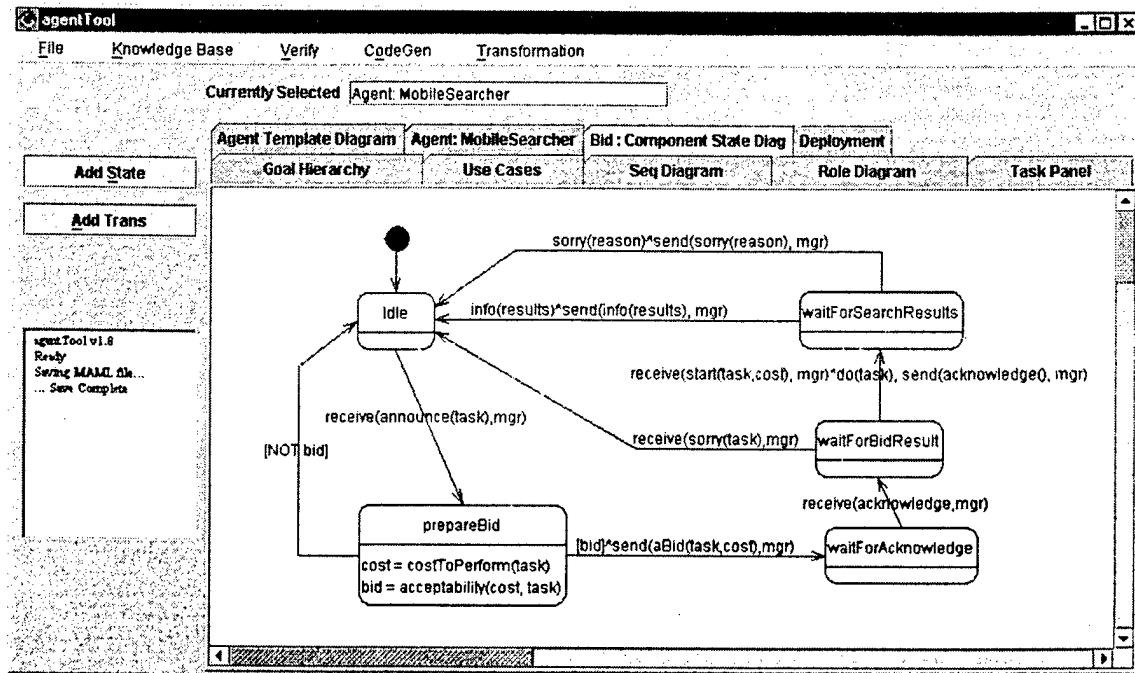 agentTool
File Knowledge Base Verify CodeGen Transformation
Currently Selected Agent: MobileSearcher
Agent Template Diagram Agent: MobileSearcher Bid : Component State Diag Deployment
Goal Hierarchy Use Cases Seq Diagram Role Diagram Task Panel
Add State
Add Trans
agentTool v1.8
Ready
Saving MAML file...
... Save Complete
sorry(reason)^send(sorry(reason), mgr)
Idle
info(results)^send(info(results), mgr)
waitForSearchResults
receive(start(task,cost), mgr)^do(task), send(acknowledge(), mgr)
receive(announce(task),mgr)
[NOT bid]
receive(sorry(task),mgr)
waitForBidResult
receive(acknowledge,mgr)
prepareBid
cost = costToPerform(task)
bid = acceptability(cost, task)
[bid]^send(aBid(task,cost),mgr)
waitForAcknowledge